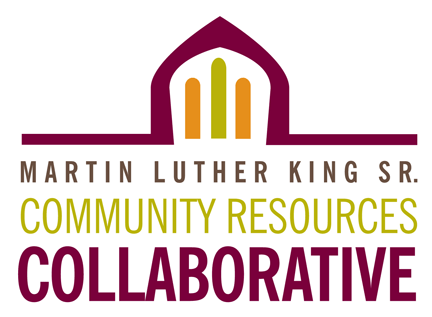 MARTIN LUTHER KING SR.
COMMUNITY RESOURCES
COLLABORATIVE